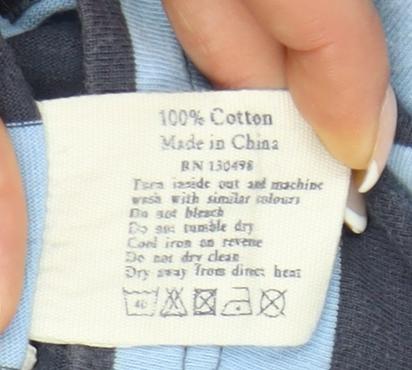 100% Cotton
Made in China
RN 130498
Turn inside out and machine
wash with similar colours
Do not bleach
Do not tumble dry
Cool iron on reverse
Do not dry clean
Dry away from direct heat
40